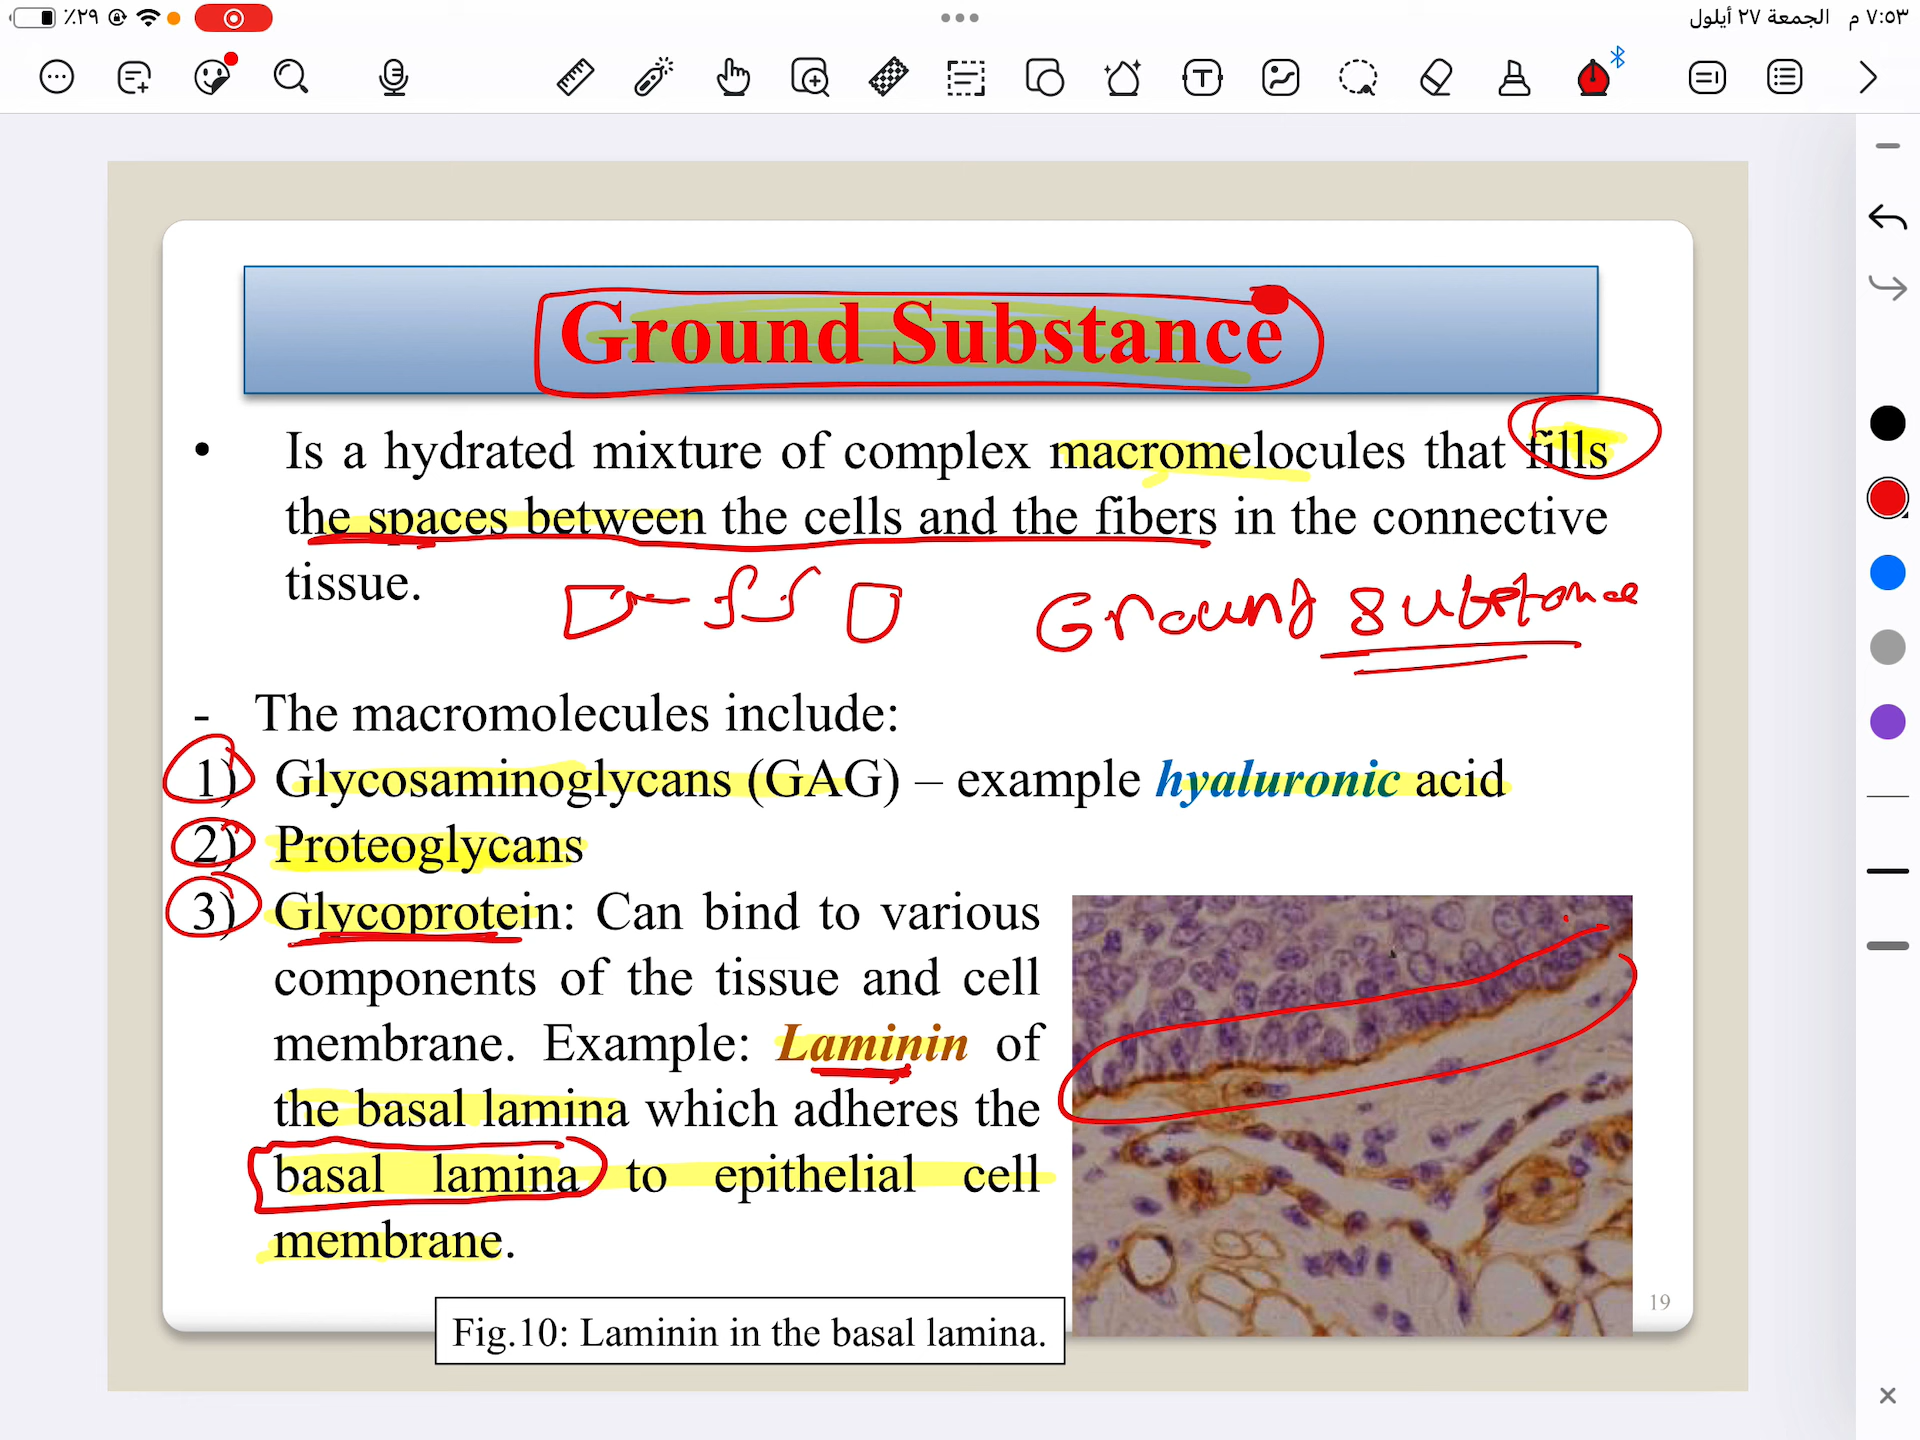 ٪٢٩
الجمعة ٢٧ أيلول ٧:٥٣ م
Ground Substance
• Is a hydrated mixture of complex macromelocules that fills
the spaces between the cells and the fibers in the connective
tissue.
Ground substance
- The macromolecules include:
1) Glycosaminoglycans (GAG) – example hyaluronic acid
2) Proteoglycans
3) Glycoprotein: Can bind to various
components of the tissue and cell
membrane. Example: Laminin of
the basal lamina which adheres the
basal lamina to epithelial cell
membrane.
19
Fig.10: Laminin in the basal lamina.